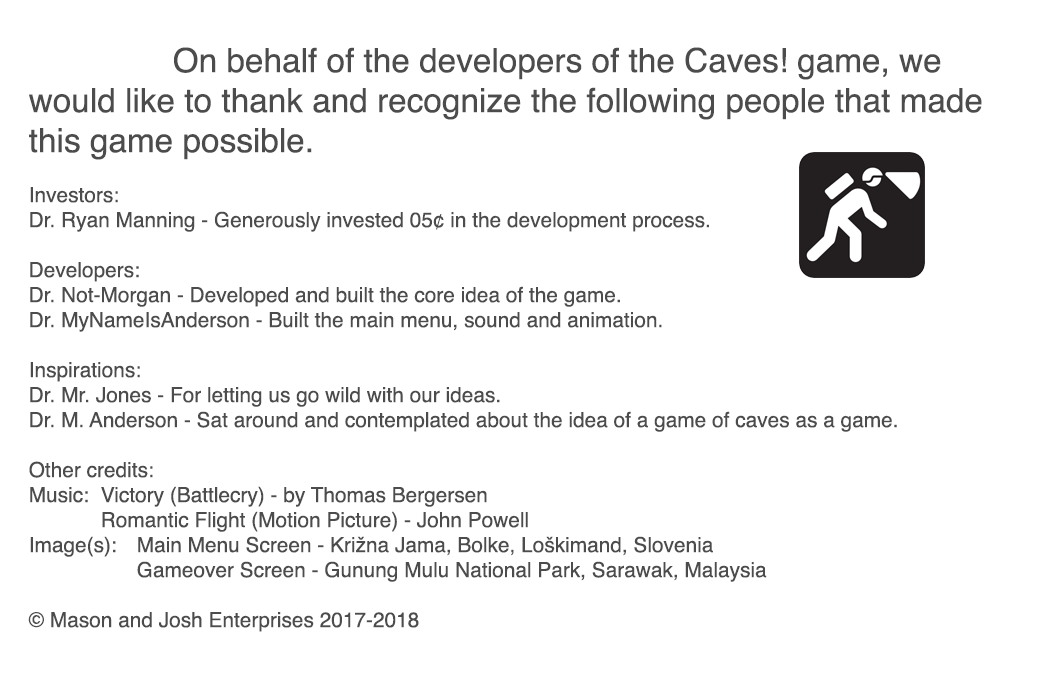 On behalf of the developers of the Caves! game, we
would like to thank and recognize the following people that made
this game possible.
Investors:
Dr. Ryan Manning - Generously invested 05¢ in the development process.
Developers:
Dr. Not-Morgan - Developed and built the core idea of the game.
Dr. MyNameIsAnderson - Built the main menu, sound and animation.
Inspirations:
Dr. Mr. Jones - For letting us go wild with our ideas.
Dr. M. Anderson - Sat around and contemplated about the idea of a game of caves as a game.
Other credits:
Music: Victory (Battlecry) - by Thomas Bergersen
Romantic Flight (Motion Picture) - John Powell
Image(s): Main Menu Screen - Križna Jama, Bolke, Loškimand, Slovenia
Gameover Screen - Gunung Mulu National Park, Sarawak, Malaysia
© Mason and Josh Enterprises 2017-2018